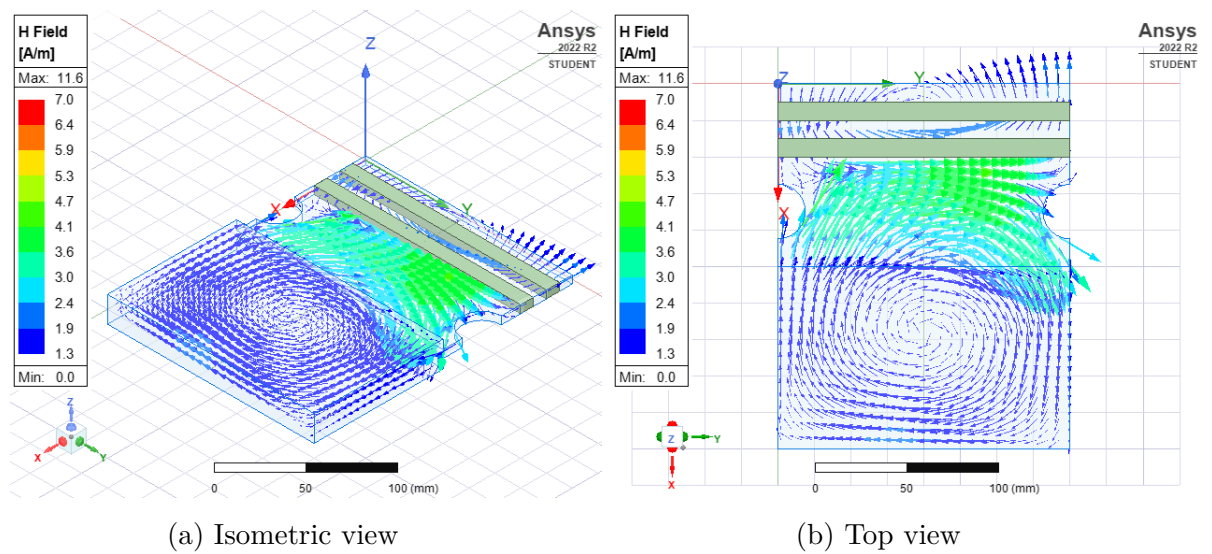 H Field
[A/m]
Max: 11.6
7.0
6.4
5.9
5.3
4.7
4.1
3.6
3.0
2.4
1.9
1.3
Min: 0.0
Z
X
Y
Ansys
2022 R2
STUDENT
Z
X
Y
0
50
100 (mm)
(a) Isometric view
H Field
[A/m]
Max: 11.6
7.0
6.4
5.9
5.3
4.7
4.1
3.6
3.0
2.4
1.9
1.3
Min: 0.0
Z
Y
X
Ansys
2022 R2
STUDENT
Z
Y
X
0
50
100 (mm)
(b) Top view